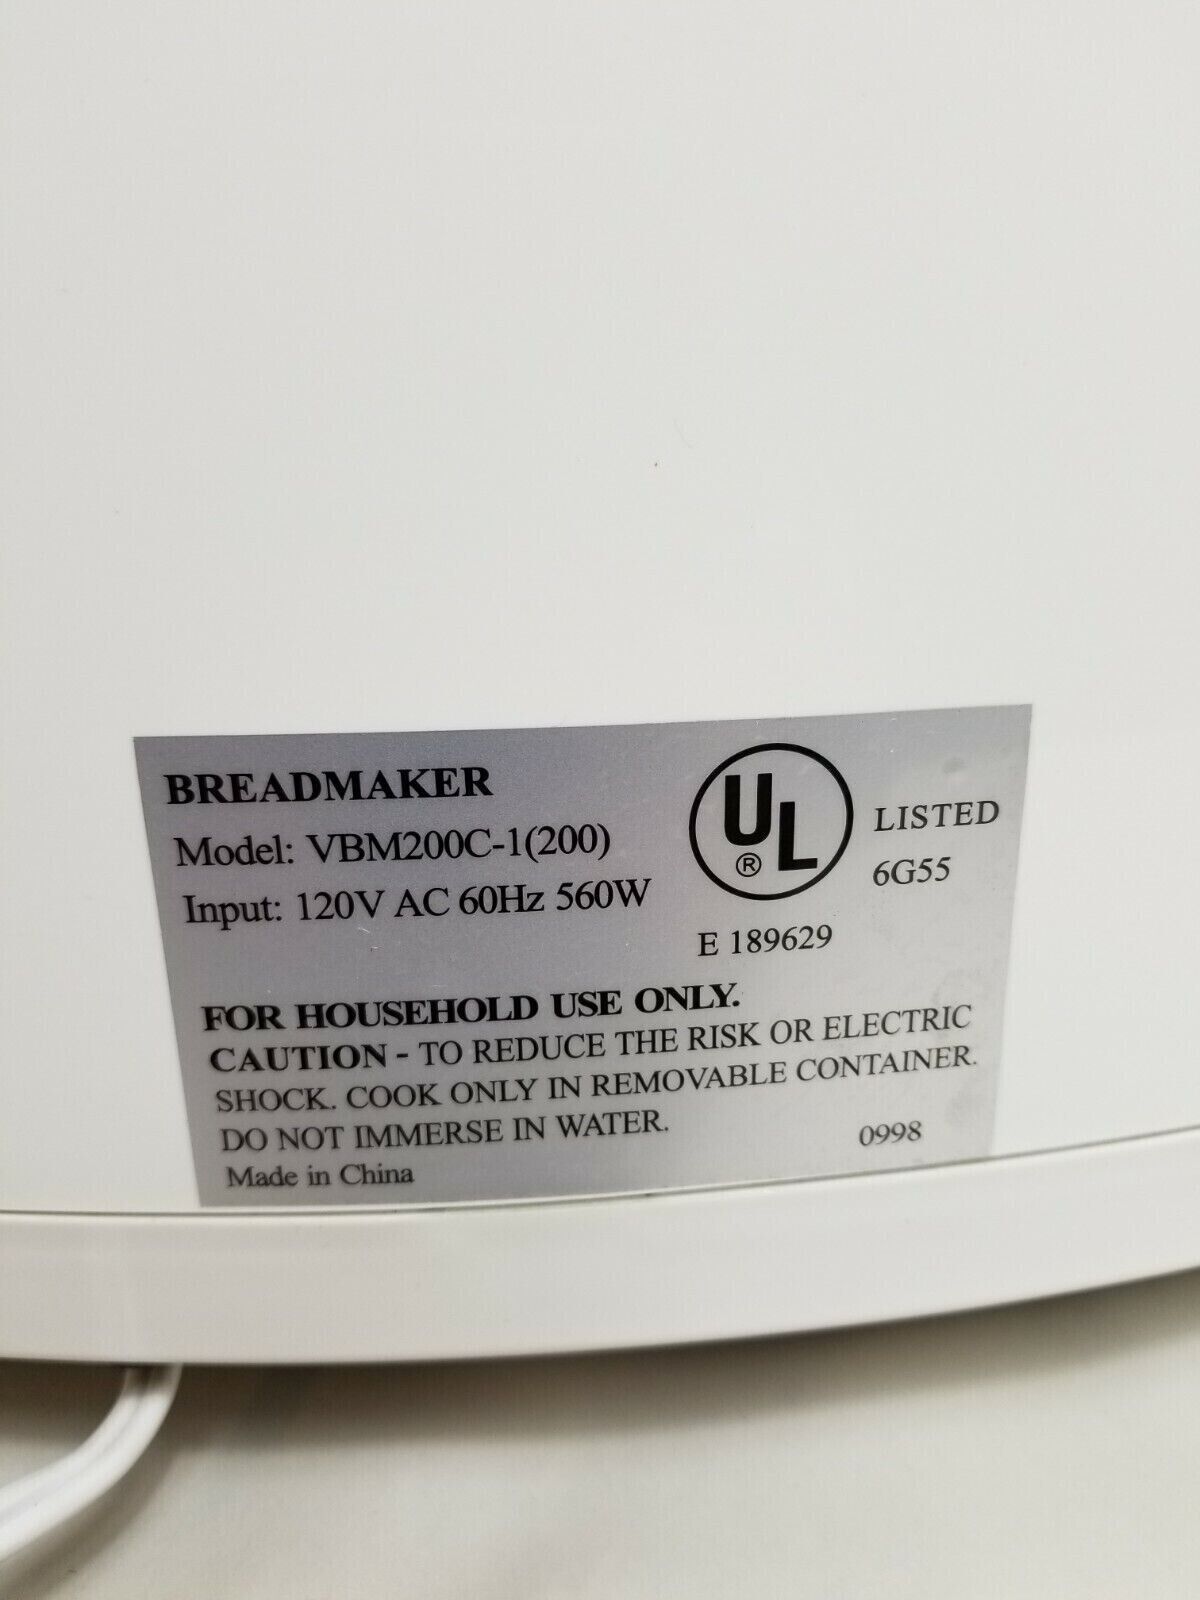 BREADMAKER
Model: VBM200C-1(200)
Input: 120V AC 60Hz 560W
UL
®
LISTED
6G55
E 189629
FOR HOUSEHOLD USE ONLY.
CAUTION - TO REDUCE THE RISK OR ELECTRIC
SHOCK. COOK ONLY IN REMOVABLE CONTAINER.
DO NOT IMMERSE IN WATER.
0998
Made in China